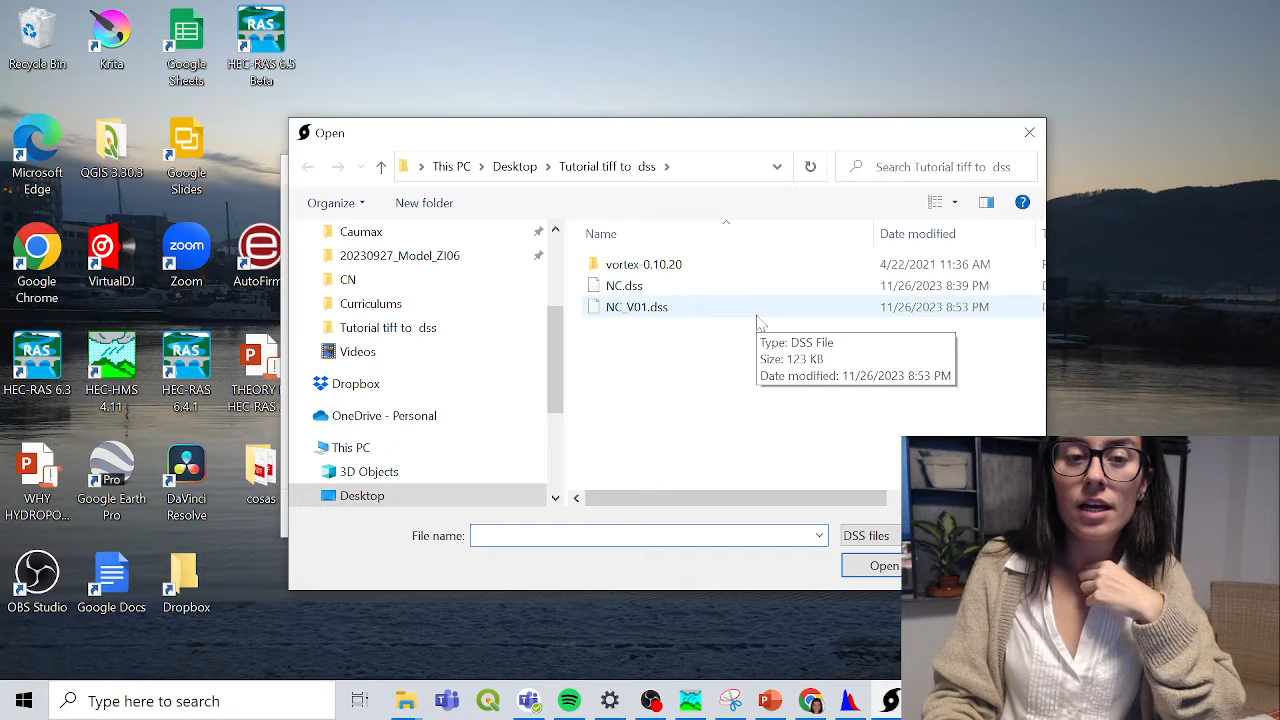 Recycle Bin
Krita
Google
Sheets
RAS
HEC-RAS 6.5
Beta
Microsoft
Edge
QGIS 3.30.3
Google
Slides
Google
Chrome
VirtualDJ
zoom
Zoom
AutoFirm
RAS
HEC-RAS 6.3
HEC-HMS
4.11
RAS
HEC-RAS
6.4.1
THEORY
HEC RAS
WHY
HYDROPO...
Pro
Google Earth
Pro
DaVinci
Resolve
cosas
OBS Studio
Google Docs
Dropbox
Open
This PC
Desktop
Tutorial tiff to dss
Search Tutorial tiff to dss
Organize
New folder
Caumax
20230927_Model_ZI06
CN
Curriculums
Tutorial tiff to dss
Videos
Dropbox
OneDrive - Personal
This PC
3D Objects
Desktop
Name
Date modified
vortex-0.10.20
4/22/2021 11:36 AM
NC.dss
11/26/2023 8:39 PM
NC_V01.dss
11/26/2023 8:53 PM
Type: DSS File
Size: 123 KB
Date modified: 11/26/2023 8:53 PM
File name:
DSS files
Open
Type here to search